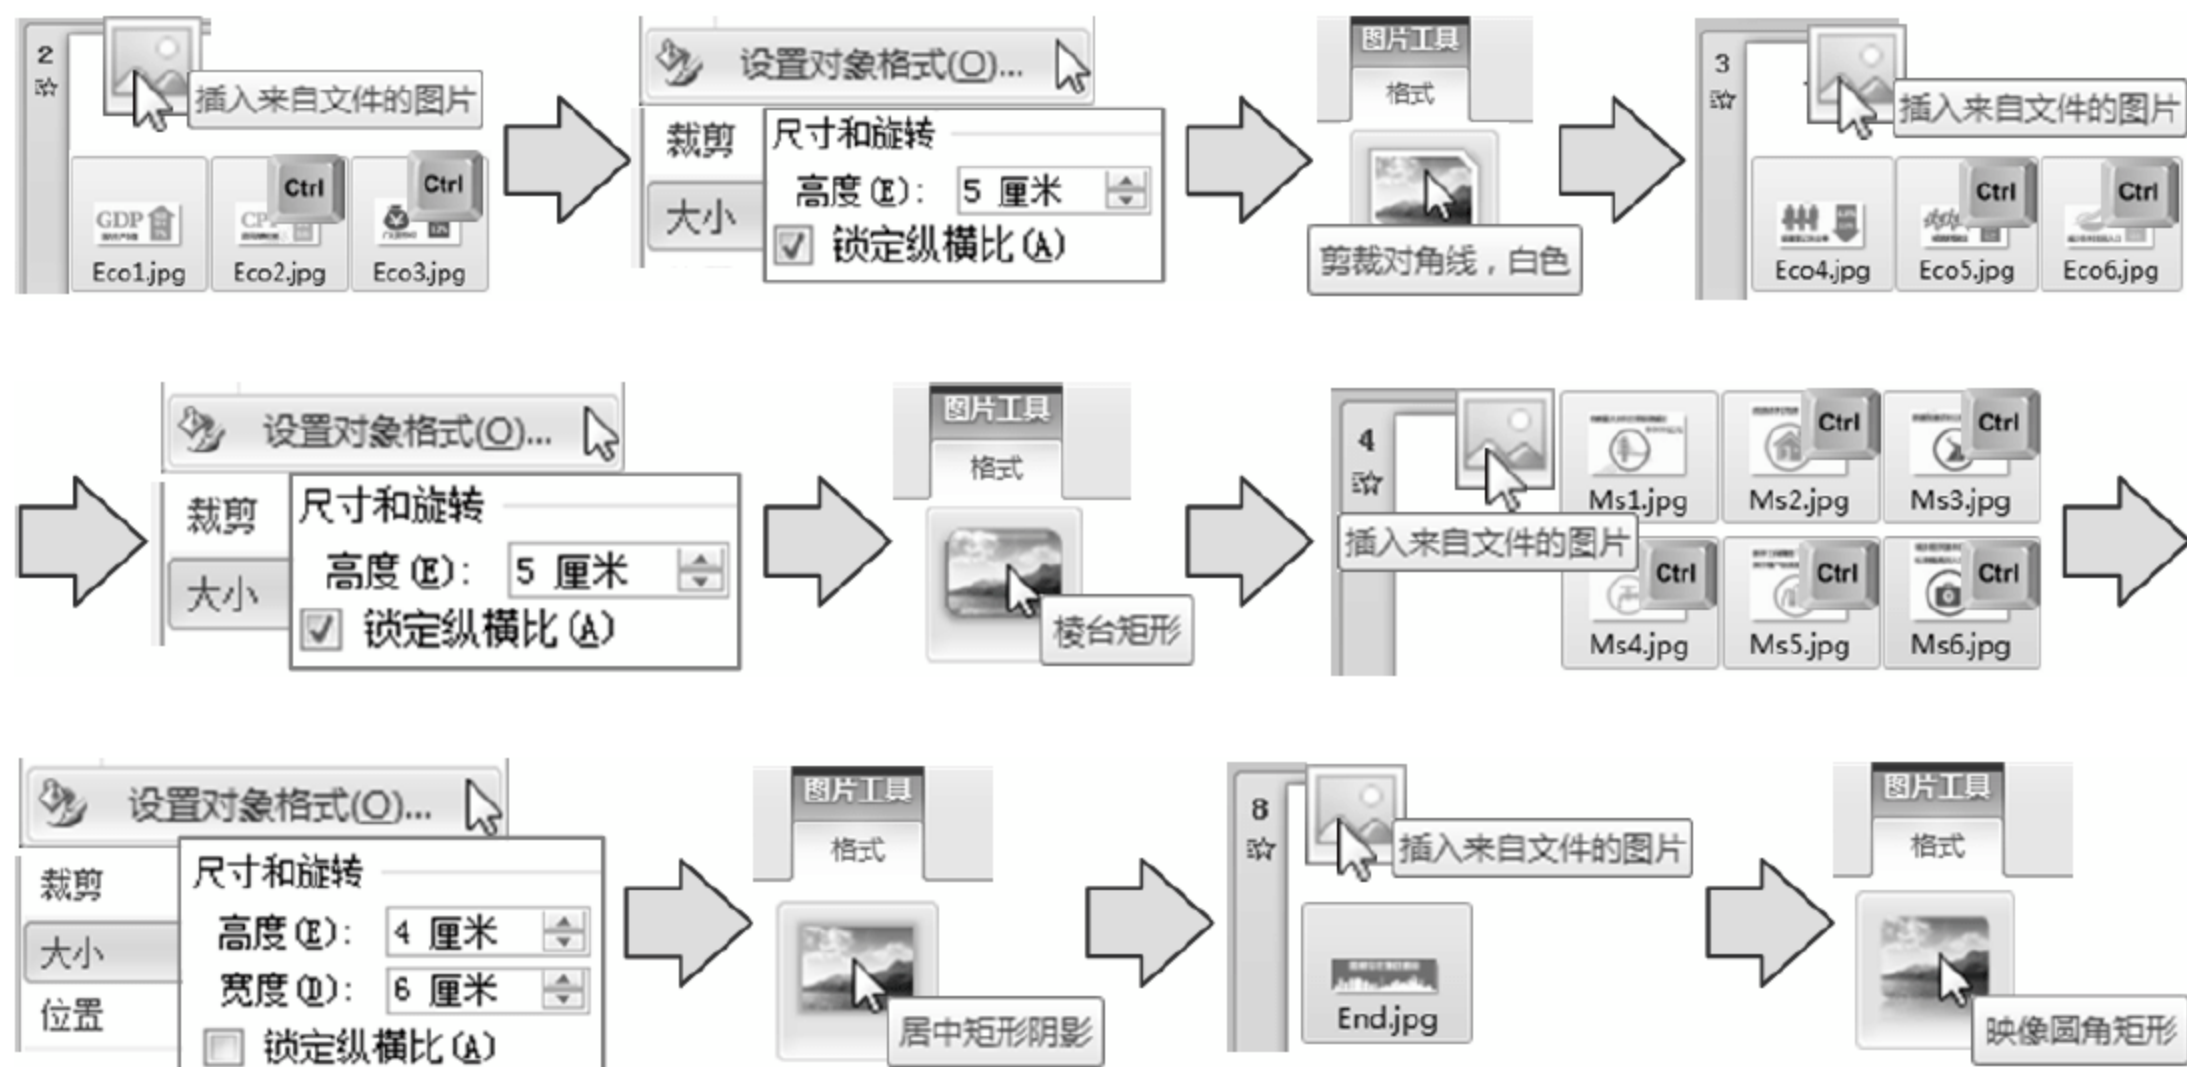 2
插入来自文件的图片
Ctrl
Ctrl
GDP
Eco1.jpg
Eco2.jpg
Eco3.jpg
设置对象格式(O)...
裁剪
大小
尺寸和旋转
高度(E): 5 厘米
锁定纵横比(A)
图片工具
格式
剪裁对角线，白色
3
插入来自文件的图片
Ctrl
Ctrl
Eco4.jpg
Eco5.jpg
Eco6.jpg
设置对象格式(O)...
裁剪
大小
尺寸和旋转
高度(E): 5 厘米
锁定纵横比(A)
图片工具
格式
棱台矩形
4
插入来自文件的图片
Ctrl
Ctrl
Ms1.jpg
Ms2.jpg
Ms3.jpg
Ctrl
Ctrl
Ctrl
Ms4.jpg
Ms5.jpg
Ms6.jpg
设置对象格式(O)...
裁剪
大小
位置
尺寸和旋转
高度(E): 4 厘米
宽度(D): 6 厘米
锁定纵横比(A)
图片工具
格式
居中矩形阴影
8
插入来自文件的图片
End.jpg
图片工具
格式
映像圆角矩形